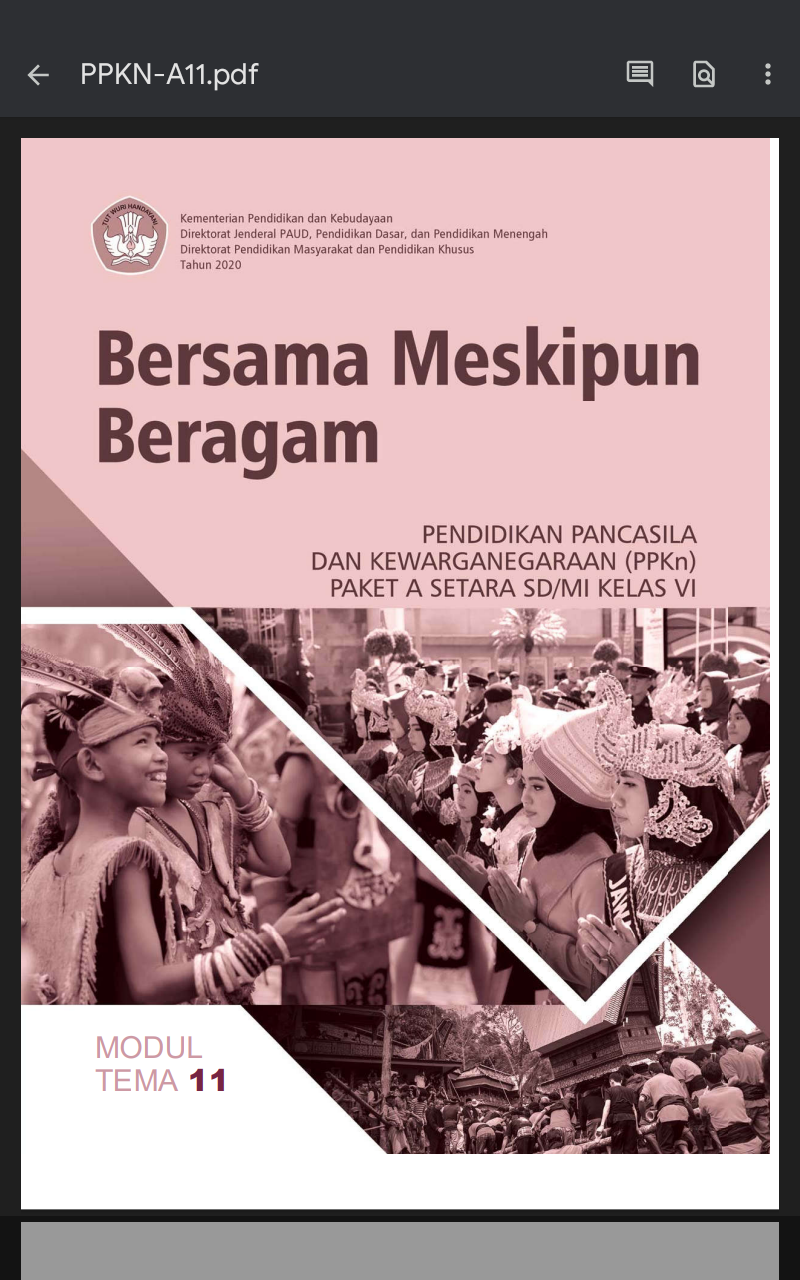 PPKN-A11.pdf
TUT WURI HANDAYANI
Kementerian Pendidikan dan Kebudayaan
Direktorat Jenderal PAUD, Pendidikan Dasar, dan Pendidikan Menengah
Direktorat Pendidikan Masyarakat dan Pendidikan Khusus
Tahun 2020
Bersama Meskipun
Beragam
PENDIDIKAN PANCASILA
DAN KEWARGANEGARAAN (PPKn)
PAKET A SETARA SD/MI KELAS VI
JAWA
MODUL
TEMA 11